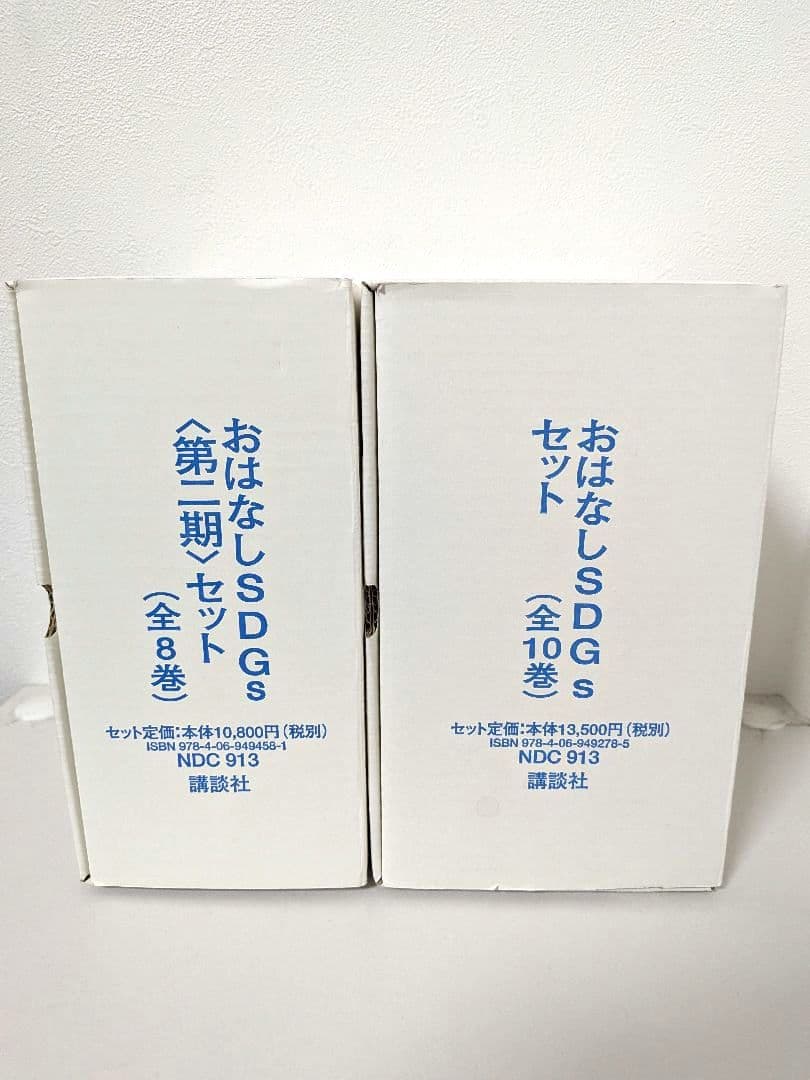 おはなしSDGs
〈第二期〉セット
（全8巻）
セット定価：本体10,800円（税別）
ISBN 978-4-06-949458-1
NDC 913
講談社
おはなしSDGs
セット
（全10巻）
セット定価：本体13,500円（税別）
ISBN 978-4-06-949278-5
NDC 913
講談社